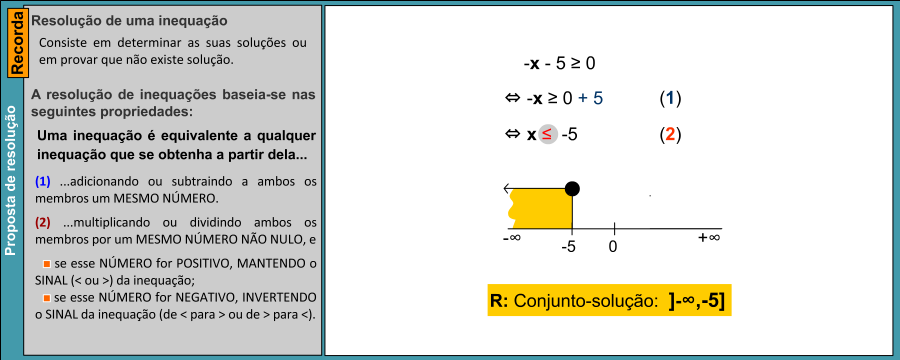 Recorda
Proposta de resolução
Resolução de uma inequação
Consiste em determinar as suas soluções ou
em provar que não existe solução.
A resolução de inequações baseia-se nas
seguintes propriedades:
Uma inequação é equivalente a qualquer
inequação que se obtenha a partir dela...
(1) ...adicionando ou subtraindo a ambos os
membros um MESMO NÚMERO.
(2) ...multiplicando ou dividindo ambos os
membros por um MESMO NÚMERO NÃO NULO, e
se esse NÚMERO for POSITIVO, MANTENDO o
SINAL (< ou >) da inequação;
se esse NÚMERO for NEGATIVO, INVERTENDO
o SINAL da inequação (de < para > ou de > para <).
-x - 5 ≥ 0
⇔ -x ≥ 0 + 5 (1)
⇔ x ≤ -5 (2)
-∞ -5 0 +∞
R: Conjunto-solução: ]-∞,-5]